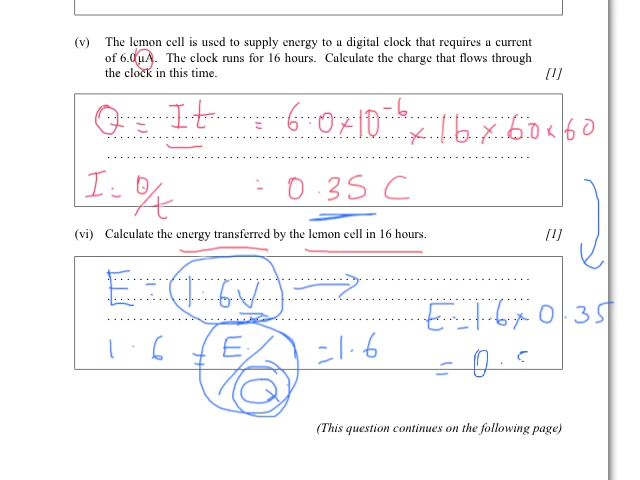 (v) The lemon cell is used to supply energy to a digital clock that requires a current
of 6.0μA. The clock runs for 16 hours. Calculate the charge that flows through
the clock in this time. [1]
Q = It = 6.0×10⁻⁶ × 16 × 60 × 60
I = Q/t = 0.35 C
(vi) Calculate the energy transferred by the lemon cell in 16 hours. [1]
E = 1.6V →
E = 1.6 × 0.35
1.6 = E/Q = 1.6
= 0.
(This question continues on the following page)